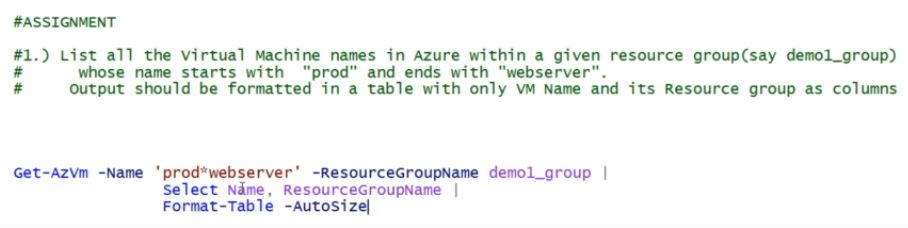 #ASSIGNMENT
#1.) List all the Virtual Machine names in Azure within a given resource group(say demo1_group)
# whose name starts with "prod" and ends with "webserver".
# Output should be formatted in a table with only VM Name and its Resource group as columns
Get-AzVm -Name 'prod*webserver' -ResourceGroupName demo1_group |
Select Name, ResourceGroupName |
Format-Table -AutoSize